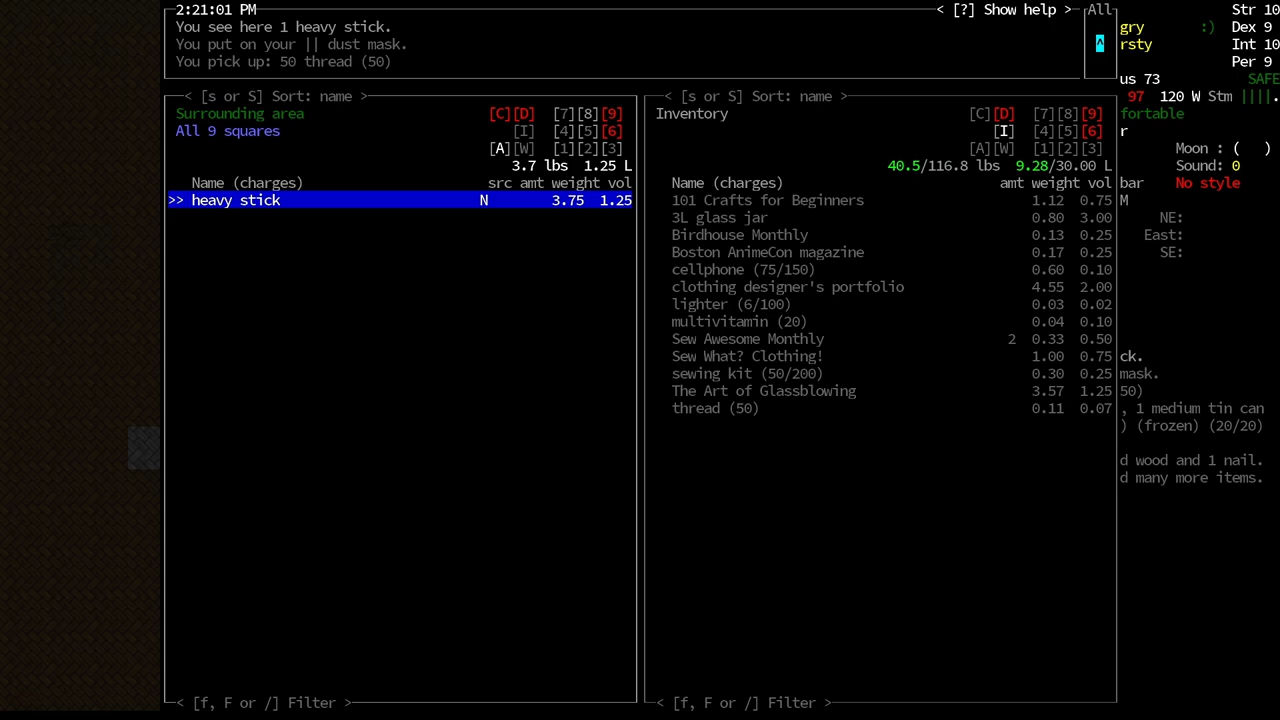 2:21:01 PM
< [?] Show help >
You see here 1 heavy stick.
You put on your || dust mask.
You pick up: 50 thread (50)
All
^
Str 10
gry :) Dex 9
rsty Int 10
Per 9
us 73 SAFE
97 120 W Stm ||||.
fortable
r
Moon : ( )
Sound: 0
bar No style
M
NE:
East:
SE:
ck.
mask.
50)
, 1 medium tin can
) (frozen) (20/20)
d wood and 1 nail.
d many more items.
< [s or S] Sort: name >
Surrounding area [C][D] [7][8][9]
All 9 squares [I] [4][5][6]
[A][W] [1][2][3]
3.7 lbs 1.25 L
Name (charges) src amt weight vol
>> heavy stick N 3.75 1.25
< [f, F or /] Filter >
< [s or S] Sort: name >
Inventory [C][D] [7][8][9]
[I] [4][5][6]
[A][W] [1][2][3]
40.5/116.8 lbs 9.28/30.00 L
Name (charges) amt weight vol
101 Crafts for Beginners 1.12 0.75
3L glass jar 0.80 3.00
Birdhouse Monthly 0.13 0.25
Boston AnimeCon magazine 0.17 0.25
cellphone (75/150) 0.60 0.10
clothing designer's portfolio 4.55 2.00
lighter (6/100) 0.03 0.02
multivitamin (20) 0.04 0.10
Sew Awesome Monthly 2 0.33 0.50
Sew What? Clothing! 1.00 0.75
sewing kit (50/200) 0.30 0.25
The Art of Glassblowing 3.57 1.25
thread (50) 0.11 0.07
< [f, F or /] Filter >